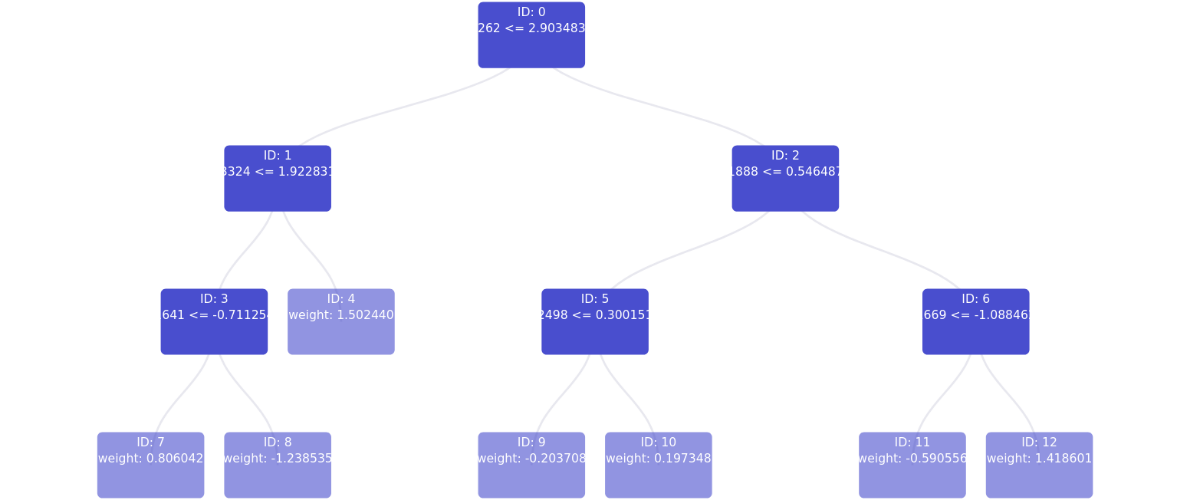 ID: 0
262 <= 2.903483
ID: 1
3324 <= 1.922831
ID: 2
1888 <= 0.546487
ID: 3
641 <= -0.711254
ID: 4
weight: 1.502440
ID: 5
2498 <= 0.300151
ID: 6
669 <= -1.08846
ID: 7
weight: 0.806042
ID: 8
weight: -1.238535
ID: 9
weight: -0.203708
ID: 10
weight: 0.197348
ID: 11
weight: -0.590556
ID: 12
weight: 1.418601